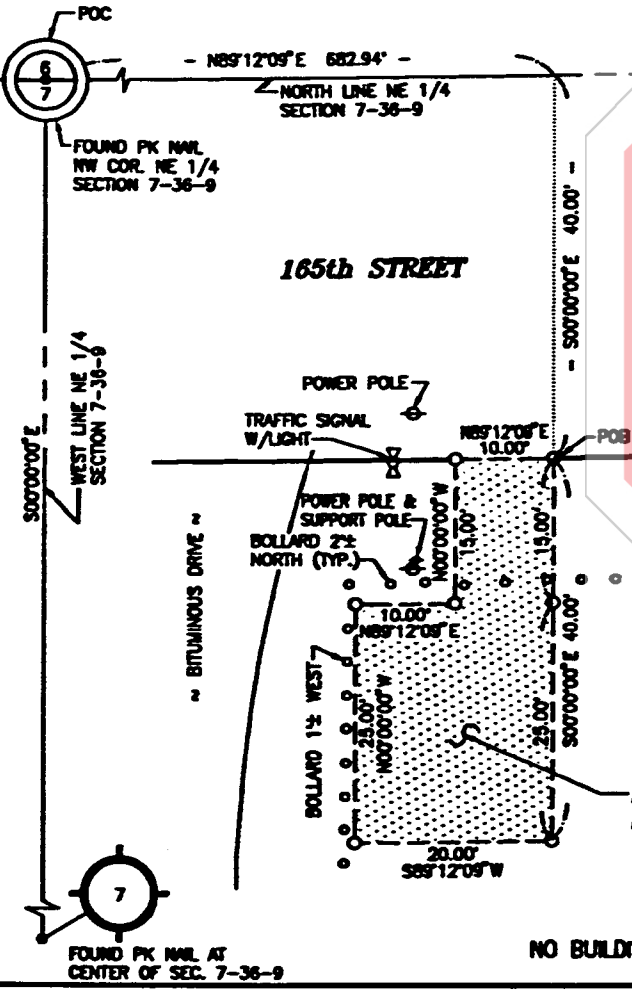 POC
N89°12'09"E 682.94'
6
7
NORTH LINE NE 1/4
SECTION 7-36-9
FOUND PK NAIL
NW COR. NE 1/4
SECTION 7-36-9
S00°00'00"E 40.00'
165th STREET
WEST LINE NE 1/4
SECTION 7-36-9
S00°00'00"E
POWER POLE
TRAFFIC SIGNAL
W/LIGHT
N89°12'09"E
10.00'
POB
POWER POLE &
SUPPORT POLE
N00°00'00"W
15.00'
15.00'
BOLLARD 2'±
NORTH (TYP.)
~ BITUMINOUS DRIVE ~
10.00'
N89°12'09"E
BOLLARD 1'± WEST
25.00'
N00°00'00"W
25.00'
S00°00'00"E 40.00'
20.00'
S89°12'09"W
7
FOUND PK NAIL AT
CENTER OF SEC. 7-36-9
NO BUILDI